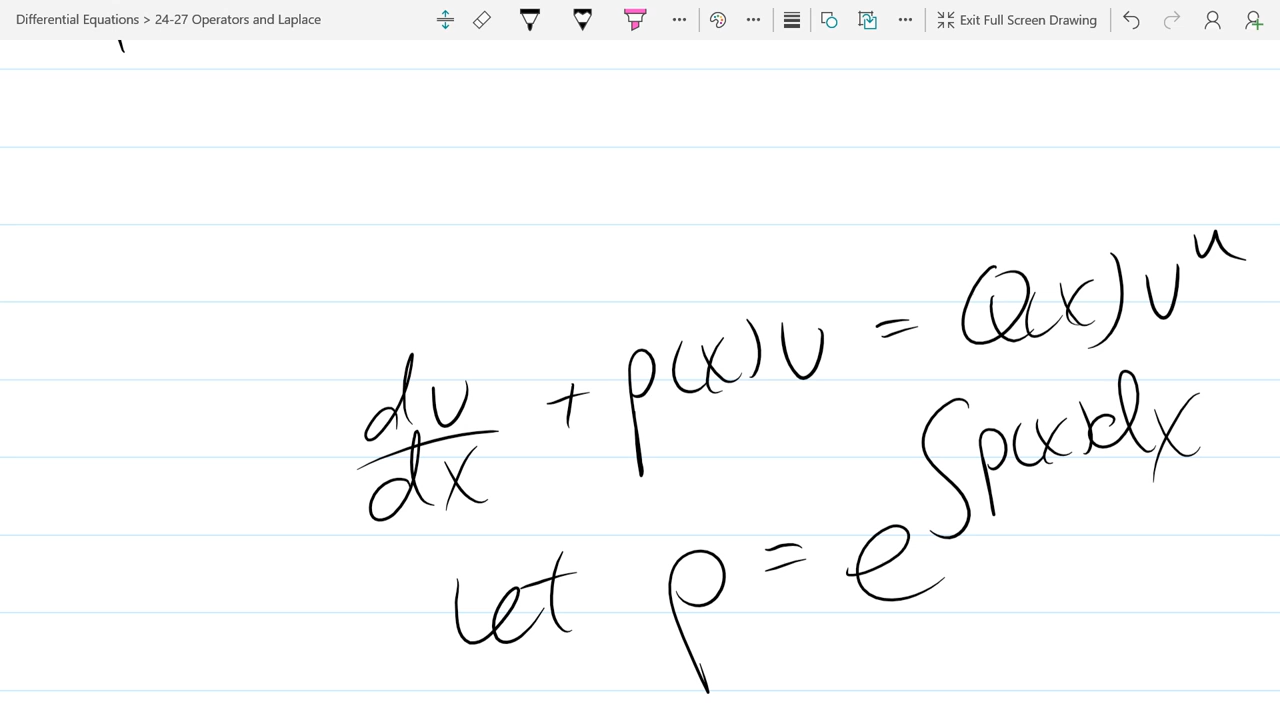 Differential Equations > 24-27 Operators and Laplace
Exit Full Screen Drawing
dv/dx + p(x)v = Q(x)v^n
let ρ = e^∫p(x)dx